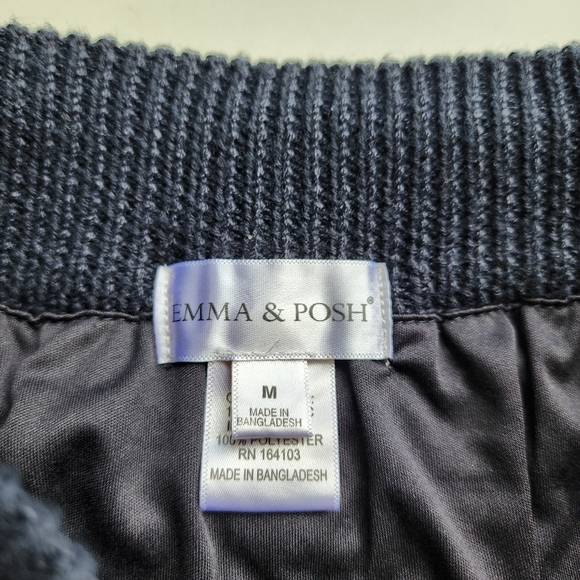 EMMA & POSH®
M
MADE IN
BANGLADESH
100% POLYESTER
RN 164103
MADE IN BANGLADESH